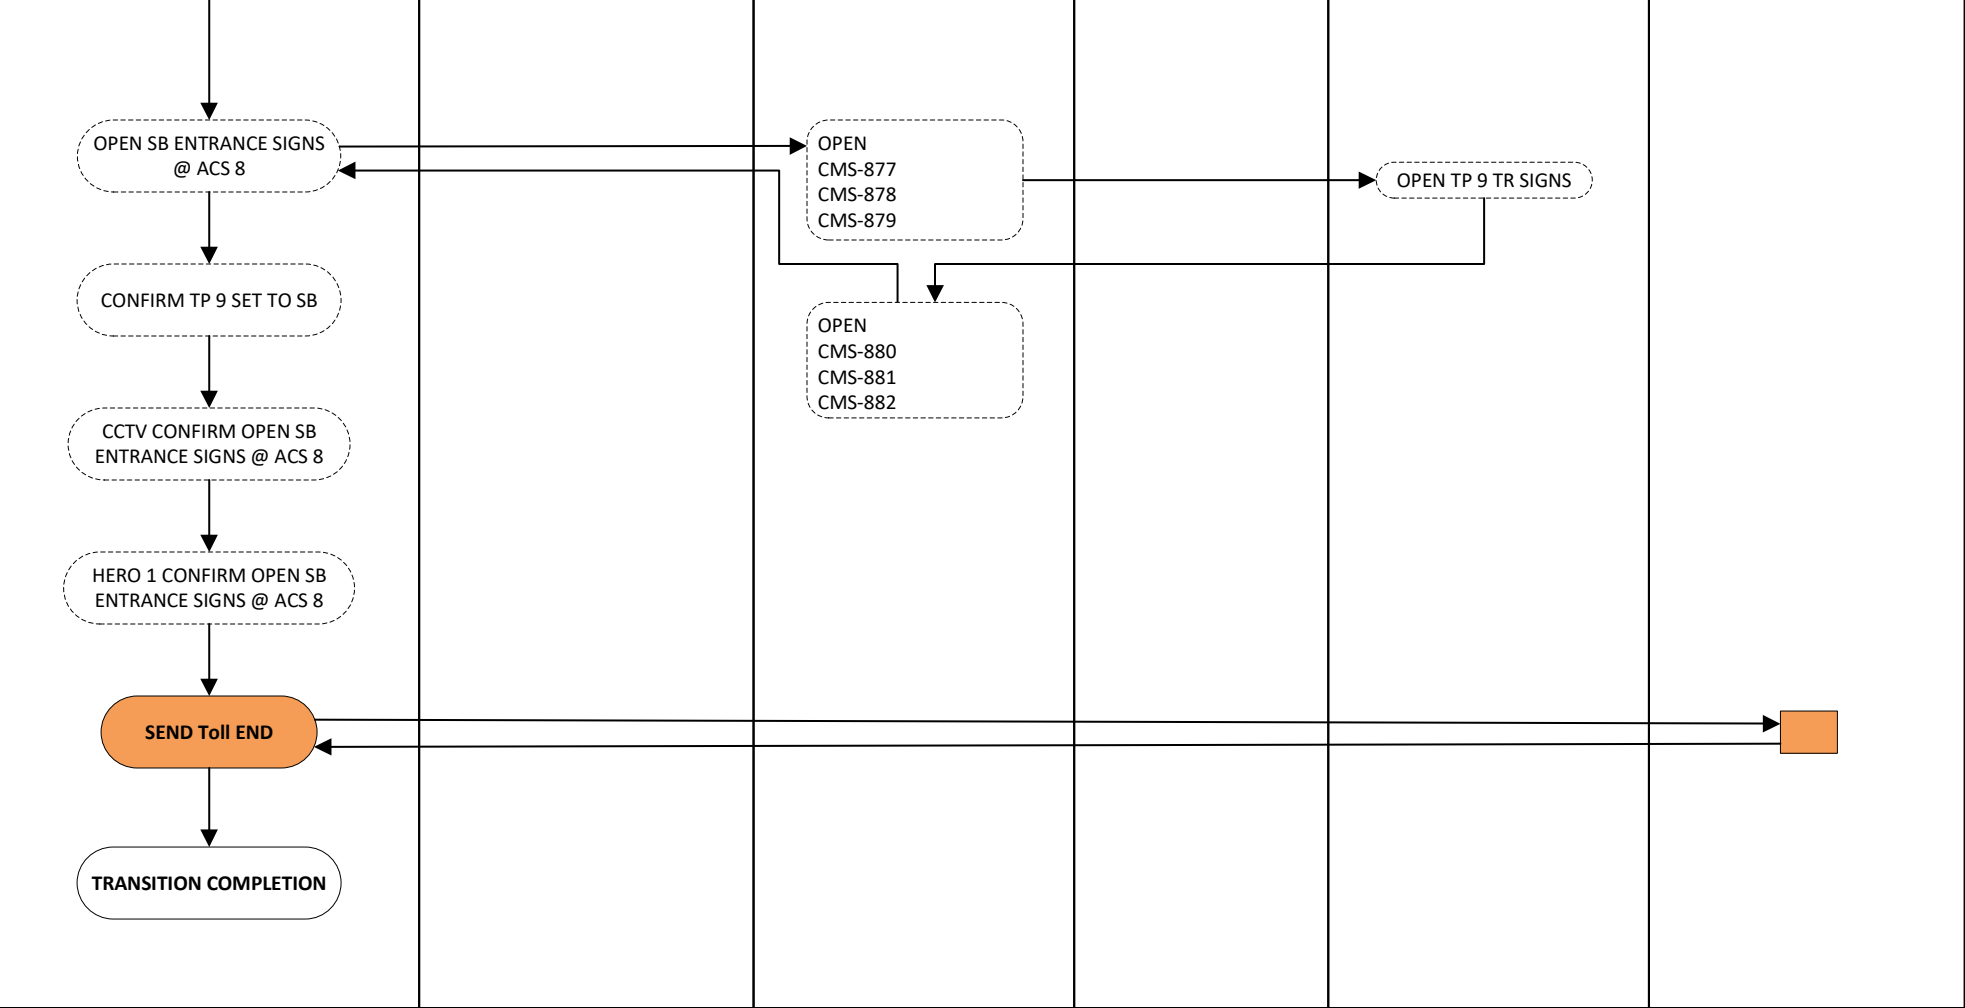 OPEN SB ENTRANCE SIGNS
@ ACS 8
OPEN
CMS-877
CMS-878
CMS-879
OPEN TP 9 TR SIGNS
CONFIRM TP 9 SET TO SB
OPEN
CMS-880
CMS-881
CMS-882
CCTV CONFIRM OPEN SB
ENTRANCE SIGNS @ ACS 8
HERO 1 CONFIRM OPEN SB
ENTRANCE SIGNS @ ACS 8
SEND Toll END
TRANSITION COMPLETION